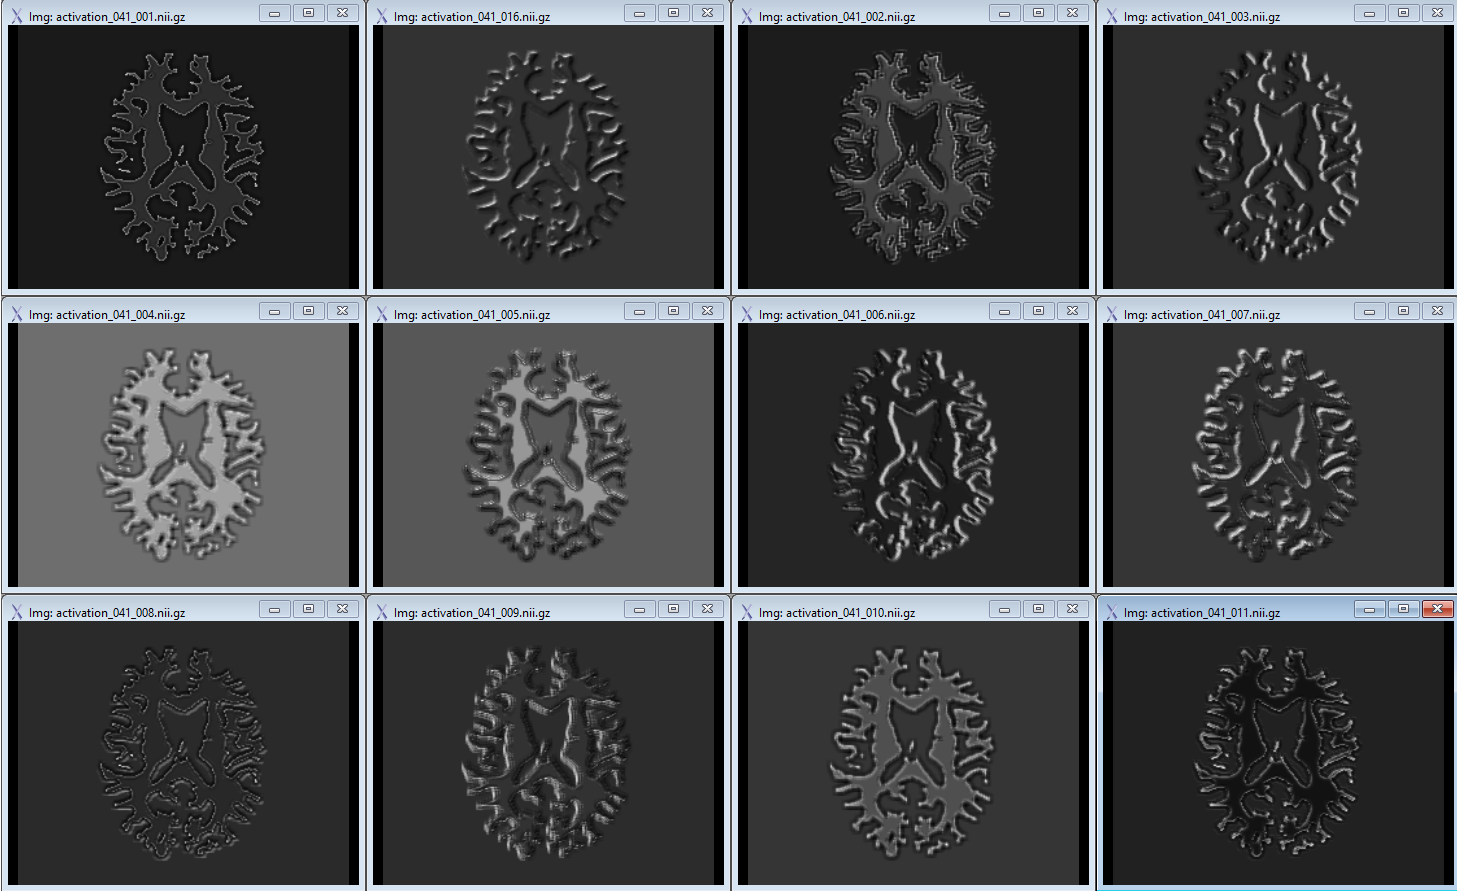 Img: activation_041_001.nii.gz
Img: activation_041_016.nii.gz
Img: activation_041_002.nii.gz
Img: activation_041_003.nii.gz
Img: activation_041_004.nii.gz
Img: activation_041_005.nii.gz
Img: activation_041_006.nii.gz
Img: activation_041_007.nii.gz
Img: activation_041_008.nii.gz
Img: activation_041_009.nii.gz
Img: activation_041_010.nii.gz
Img: activation_041_011.nii.gz